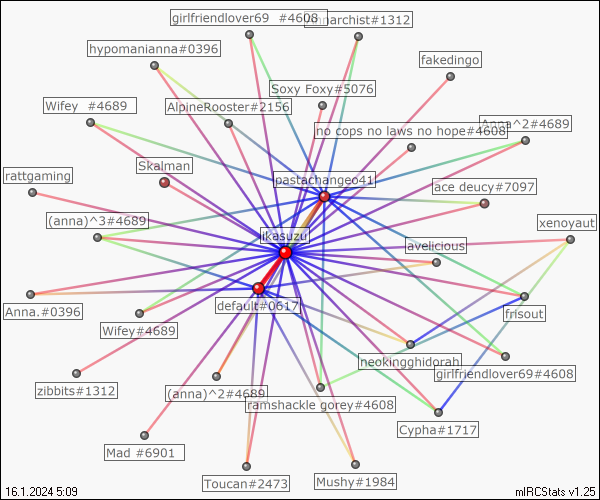 girlfriendlover69 #4608
hypomanianna#0396
fakedingo
Soxy Foxy#5076
Wifey #4689
AlpineRooster#2156
no cops no laws no hope#4608
Anna^2#4689
Skalman
rattgaming
pastachangeo41
ace deucy#7097
(anna)^3#4689
xenoyaut
ikasuzu
avelicious
Anna.#0396
default#0617
frisout
Wifey#4689
neokingghidorah
girlfriendlover69#4608
zibbits#1312
(anna)^2#4689
ramshackle gorey#4608
Cypha#1717
Mad #6901
Toucan#2473
Mushy#1984
16.1.2024 5:09
mIRCStats v1.25